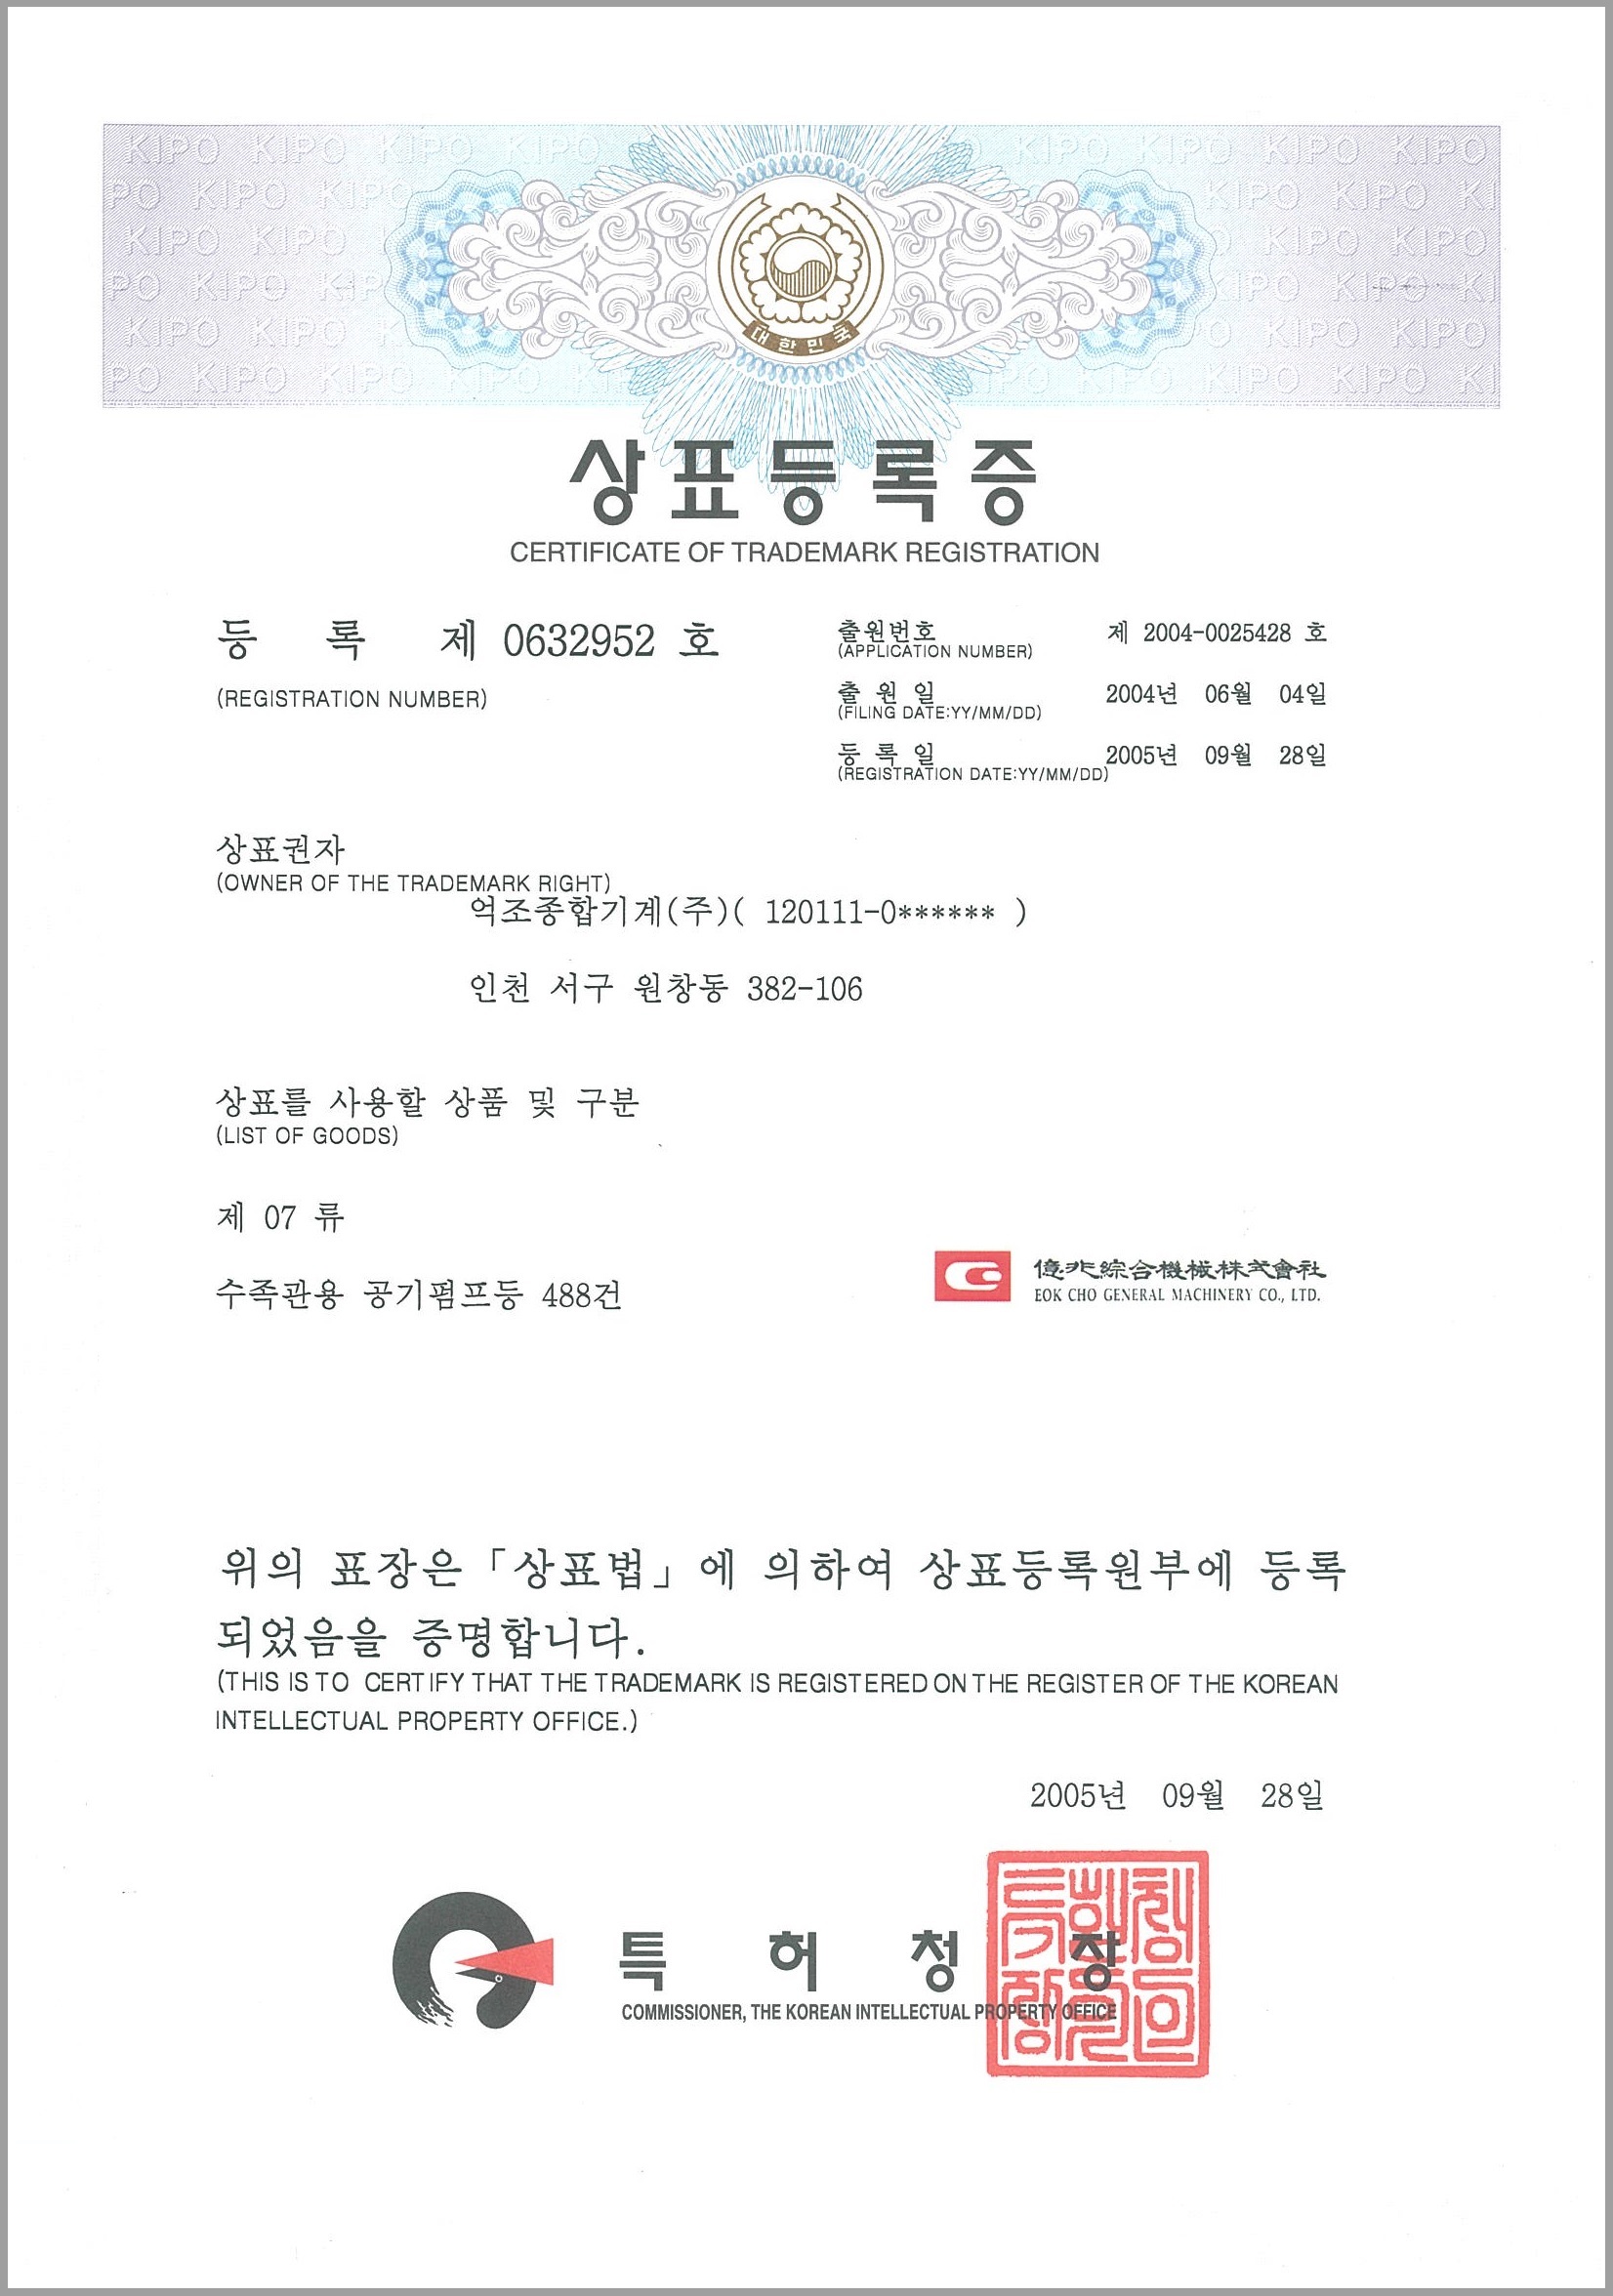 KIPO KIPO KIPO KIPO KIPO KIPO KIPO KIPO
대한민국
상표등록증
CERTIFICATE OF TRADEMARK REGISTRATION
등 록 제 0632952 호
(REGISTRATION NUMBER)
출원번호 제 2004-0025428 호
(APPLICATION NUMBER)
출 원 일 2004년 06월 04일
(FILING DATE:YY/MM/DD)
등 록 일 2005년 09월 28일
(REGISTRATION DATE:YY/MM/DD)
상표권자
(OWNER OF THE TRADEMARK RIGHT)
억조종합기계(주)( 120111-0****** )
인천 서구 원창동 382-106
상표를 사용할 상품 및 구분
(LIST OF GOODS)
제 07 류
수족관용 공기펌프등 488건
億兆綜合機械株式會社
EOK CHO GENERAL MACHINERY CO., LTD.
위의 표장은「상표법」에 의하여 상표등록원부에 등록
되었음을 증명합니다.
(THIS IS TO CERTIFY THAT THE TRADEMARK IS REGISTERED ON THE REGISTER OF THE KOREAN
INTELLECTUAL PROPERTY OFFICE.)
2005년 09월 28일
특 허 청 장
COMMISSIONER, THE KOREAN INTELLECTUAL PROPERTY OFFICE